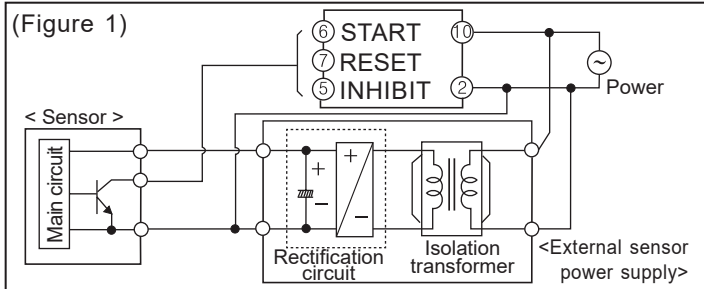 (Figure 1)
⑥ START ⑩
⑦ RESET
⑤ INHIBIT ②
~
Power
< Sensor >
Main circuit
+
−
+
−
Rectification
circuit
Isolation
transformer
<External sensor
power supply>